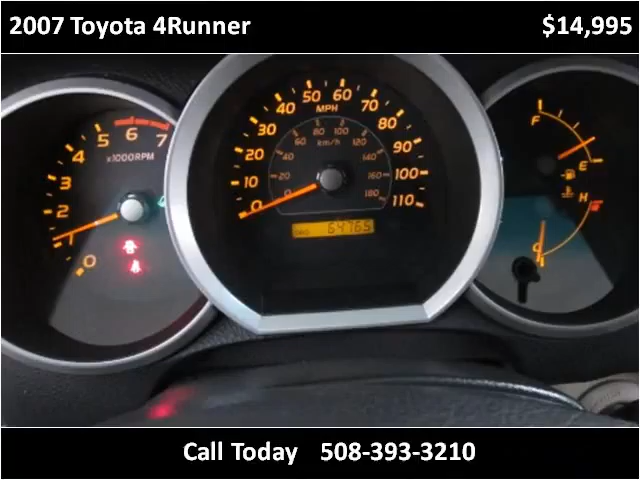 2007 Toyota 4Runner $14,995
0 1 2 3 4 5 6 7
x1000RPM
0 10 20 30 40 50 60 70 80 90 100 110
MPH
0 20 40 60 80 100 120 140 160 180
km/h
ODO 64765
F
E
H
C
Call Today 508-393-3210